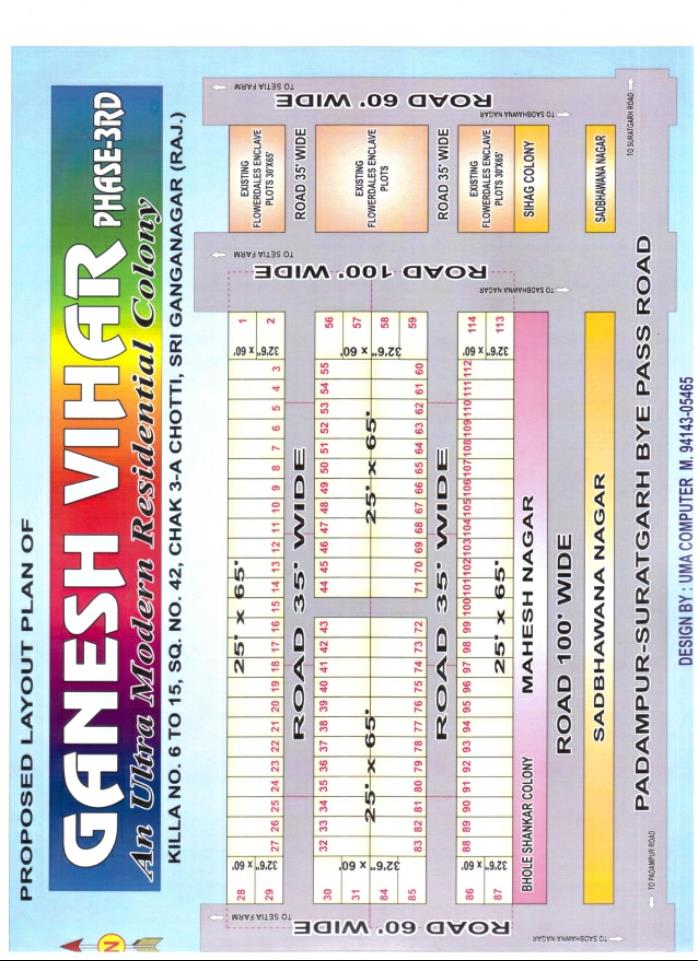 PROPOSED LAYOUT PLAN OF
GANESH VIHAR PHASE-3RD
An Ultra Modern Residential Colony
KILLA NO. 6 TO 15, SQ. NO. 42, CHAK 3-A CHOTTI, SRI GANGANAGAR (RAJ.)
N
TO SETIA FARM
ROAD 60' WIDE
TO SADBHAWNA NAGAR
TO SURATGARH ROAD
EXISTING
FLOWERDALES ENCLAVE
PLOTS 30'X65'
ROAD 35' WIDE
EXISTING
FLOWERDALES ENCLAVE
PLOTS
ROAD 35' WIDE
EXISTING
FLOWERDALES ENCLAVE
PLOTS 30'X65'
SIHAG COLONY
SADBHAWANA NAGAR
TO SETIA FARM
ROAD 100' WIDE
TO SADBHAWNA NAGAR
28 32'6" x 60' 27 26 25 24 23 22 21 20 19 18 17 16 15 14 13 12 11 10 9 8 7 6 5 4 3 32'6" x 60' 1
29 2
25' x 65'
ROAD 35' WIDE
ROAD 35' WIDE
30 32 33 34 35 36 37 38 39 40 41 42 43 44 45 46 47 48 49 50 51 52 53 54 55 56
31 32'6" x 60' 25' x 65' 25' x 65' 32'6" x 60' 57
84 58
85 83 82 81 80 79 78 77 76 75 74 73 72 71 70 69 68 67 66 65 64 63 62 61 60 59
ROAD 35' WIDE
ROAD 35' WIDE
86 32'6" x 60' 88 89 90 91 92 93 94 95 96 97 98 99 100 101 102 103 104 105 106 107 108 109 110 111 112 32'6" x 60' 114
87 25' x 65' 113
BHOLE SHANKAR COLONY MAHESH NAGAR
ROAD 100' WIDE
SADBHAWANA NAGAR
PADAMPUR-SURATGARH BYE PASS ROAD
TO PADAMPUR ROAD
TO SETIA FARM
ROAD 60' WIDE
TO SADBHAWNA NAGAR
DESIGN BY : UMA COMPUTER M. 94143-05465